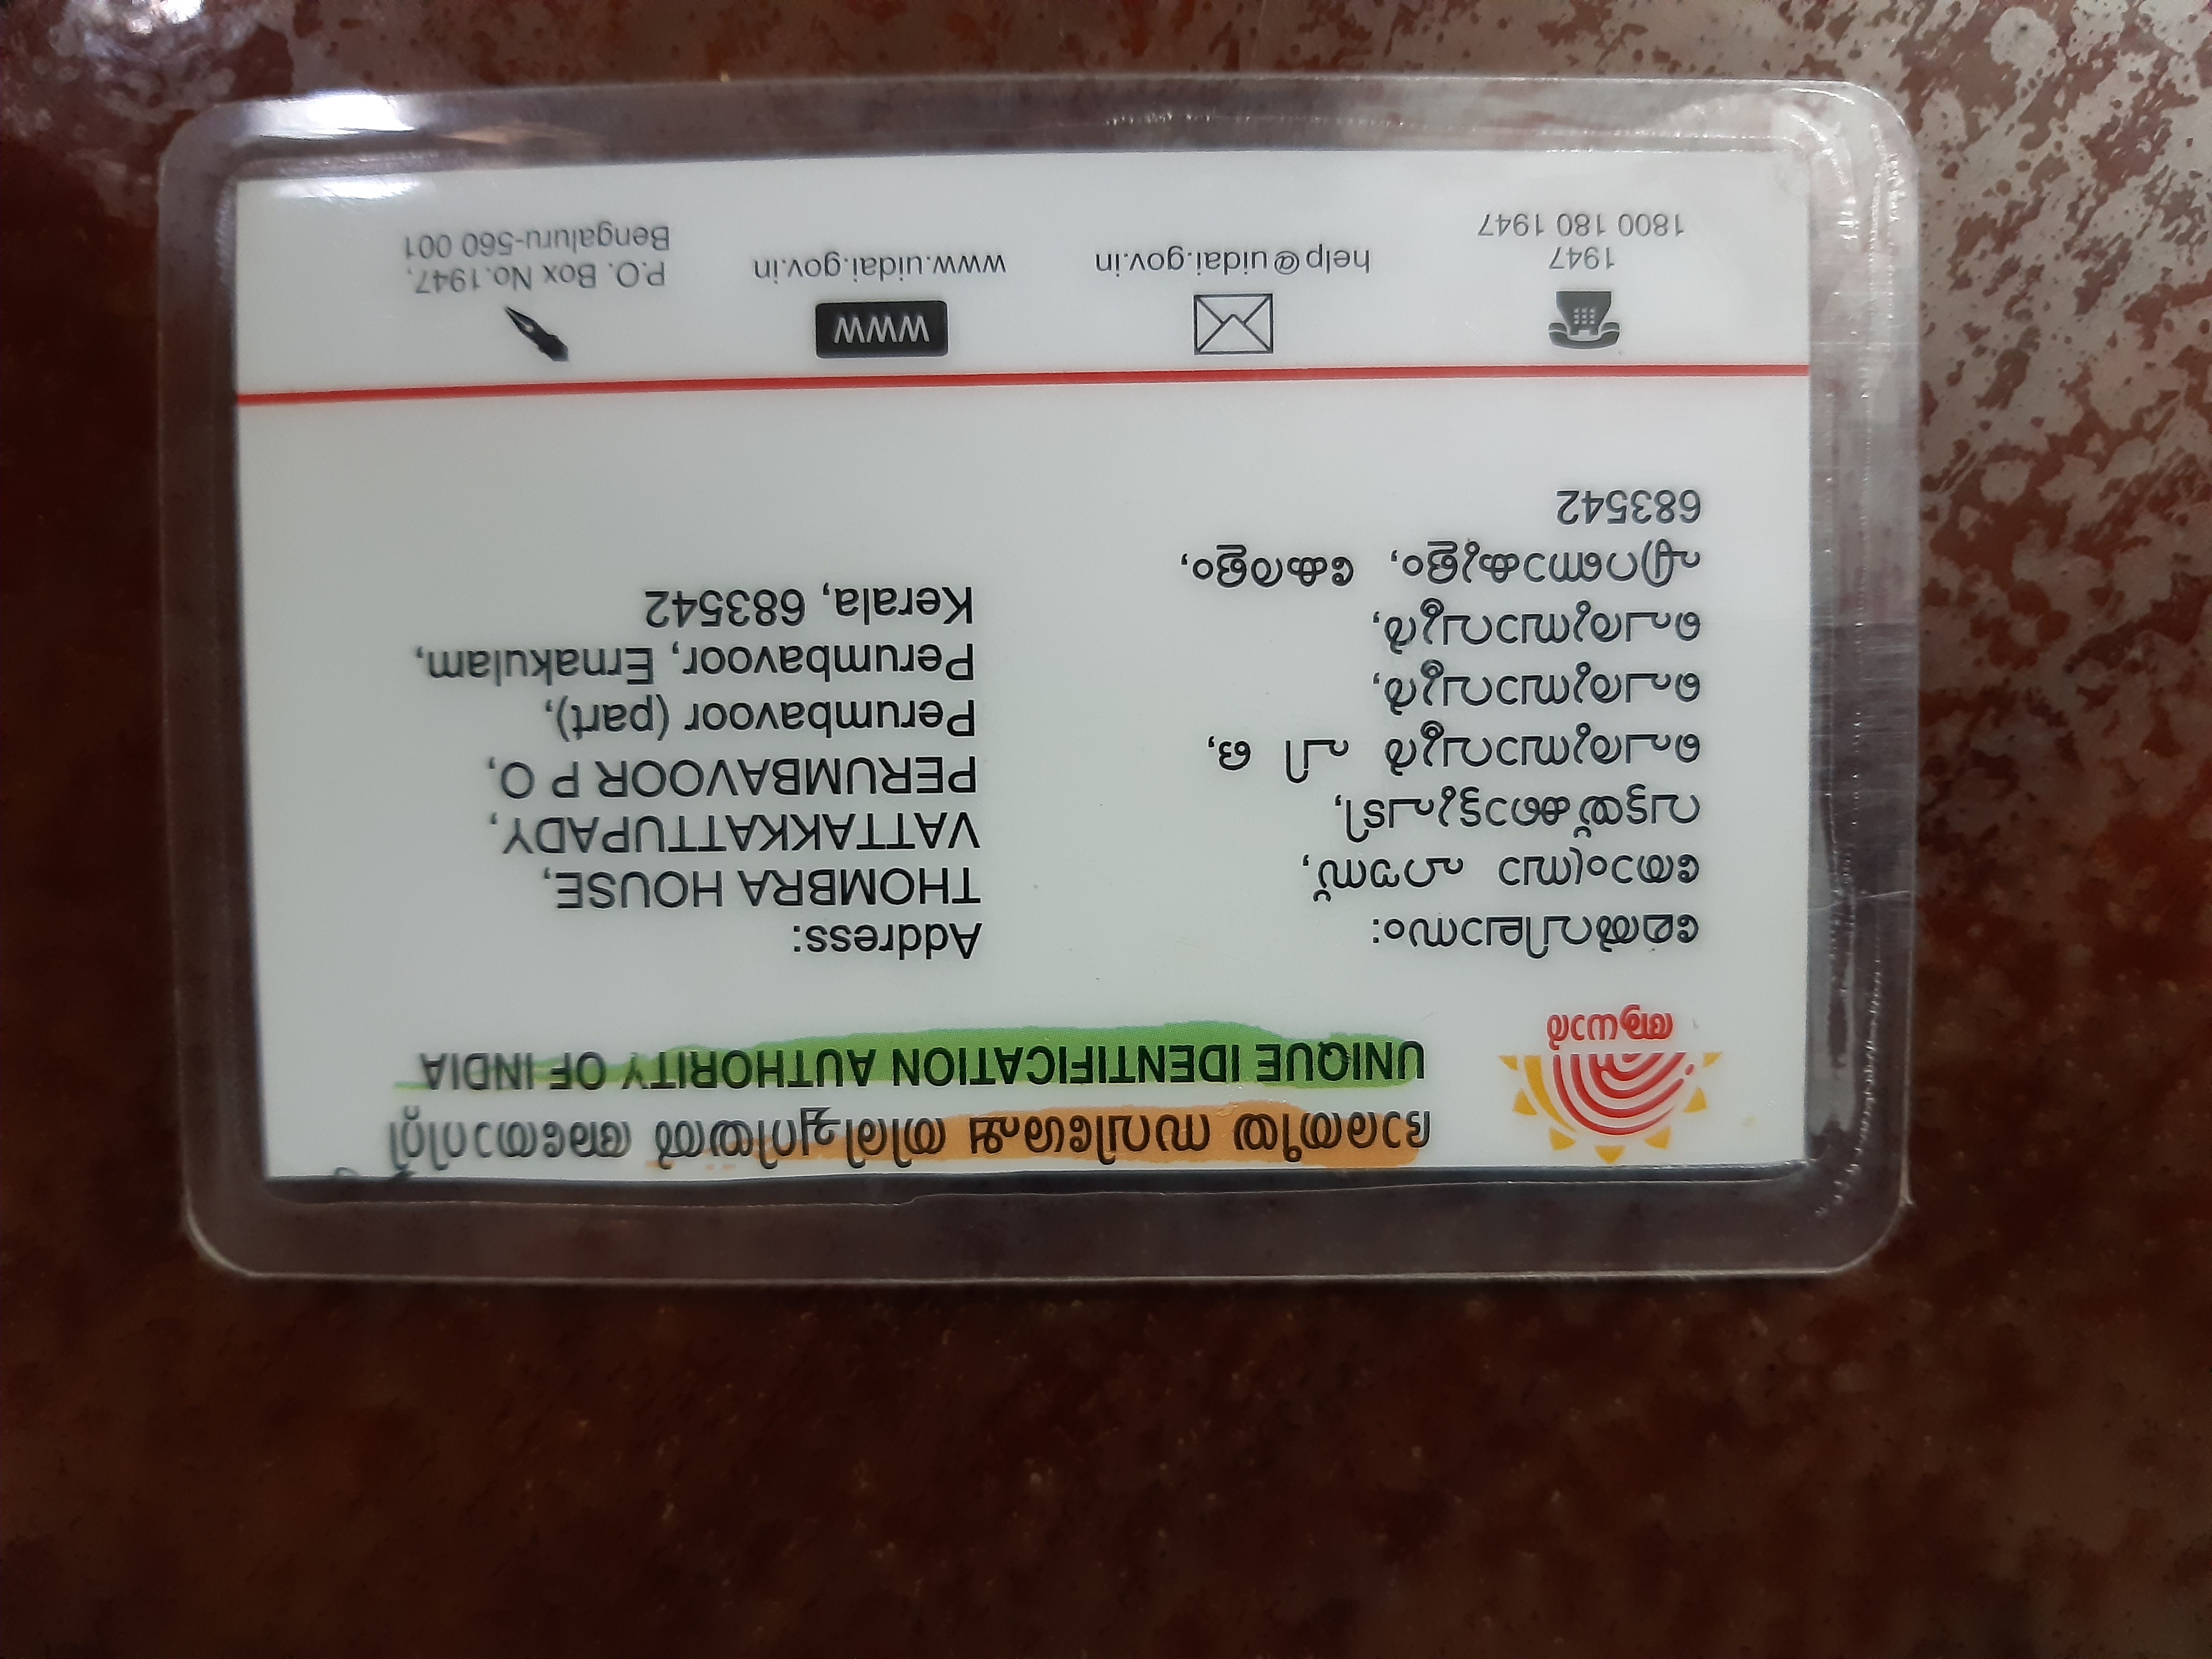 ഭാരതീയ സവിശേഷ തിരിച്ചറിയൽ അതോറിറ്റി
UNIQUE IDENTIFICATION AUTHORITY OF INDIA
ആധാർ
മേൽവിലാസം:
തോംബ്രാ ഹൗസ്,
വട്ടയ്ക്കാട്ടുപടി,
പെരുമ്പാവൂർ പി ഒ,
പെരുമ്പാവൂർ,
പെരുമ്പാവൂർ,
എറണാകുളം, കേരളം,
683542
Address:
THOMBRA HOUSE,
VATTAKKATTUPADY,
PERUMBAVOOR P O,
Perumbavoor (part),
Perumbavoor, Ernakulam,
Kerala, 683542
1947
1800 180 1947
help@uidai.gov.in
www
www.uidai.gov.in
P.O. Box No.1947,
Bengaluru-560 001